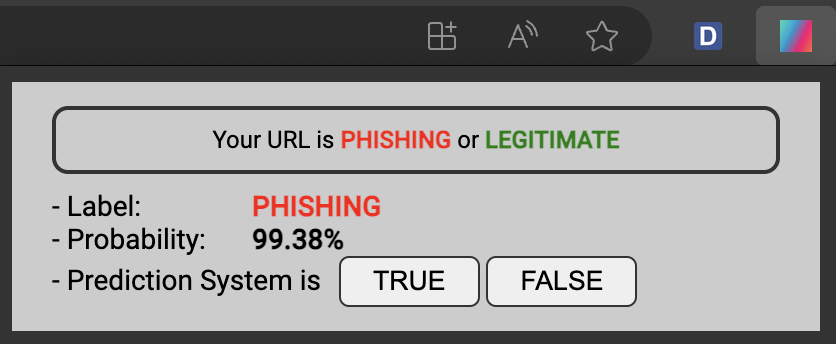 D
Your URL is PHISHING or LEGITIMATE
- Label: PHISHING
- Probability: 99.38%
- Prediction System is TRUE FALSE